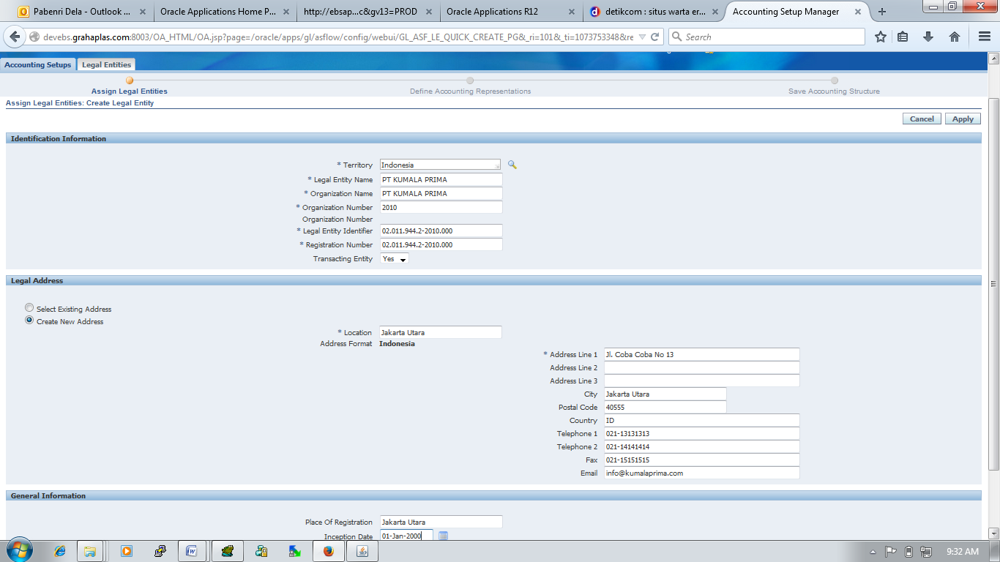 Pabenri Dela - Outlook ...
Oracle Applications Home P...
http://ebsap...c&gv13=PROD
Oracle Applications R12
detikcom : situs warta er...
Accounting Setup Manager
devebs.grahaplas.com:8003/OA_HTML/OA.jsp?page=/oracle/apps/gl/asflow/config/webui/GL_ASF_LE_QUICK_CREATE_PG&_ri=101&_ti=1073753348&re
Search
Accounting Setups
Legal Entities
Assign Legal Entities
Define Accounting Representations
Save Accounting Structure
Assign Legal Entities: Create Legal Entity
Cancel
Apply
Identification Information
* Territory Indonesia
* Legal Entity Name PT KUMALA PRIMA
* Organization Name PT KUMALA PRIMA
* Organization Number 2010
Organization Number
* Legal Entity Identifier 02.011.944.2-2010.000
* Registration Number 02.011.944.2-2010.000
Transacting Entity Yes
Legal Address
Select Existing Address
Create New Address
* Location Jakarta Utara
Address Format Indonesia
* Address Line 1 Jl. Coba Coba No 13
Address Line 2
Address Line 3
City Jakarta Utara
Postal Code 40555
Country ID
Telephone 1 021-13131313
Telephone 2 021-14141414
Fax 021-15151515
Email info@kumalaprima.com
General Information
Place Of Registration Jakarta Utara
Inception Date 01-Jan-2000
9:32 AM